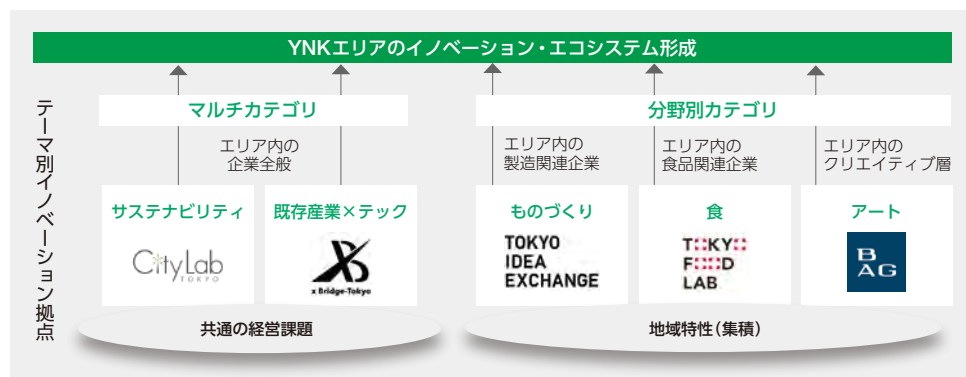 YNKエリアのイノベーション・エコシステム形成
テーマ別イノベーション拠点
マルチカテゴリ
分野別カテゴリ
エリア内の
企業全般
エリア内の
製造関連企業
エリア内の
食品関連企業
エリア内の
クリエイティブ層
サステナビリティ
CityLab
TOKYO
既存産業×テック
x Bridge-Tokyo
ものづくり
TOKYO
IDEA
EXCHANGE
食
TOKYO
FOOD
LAB
アート
B
AG
共通の経営課題
地域特性(集積)